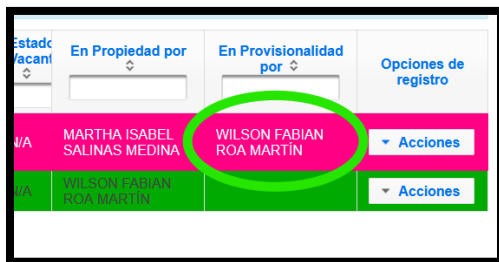 Estado
Vacant
En Propiedad por
En Provisionalidad
por
Opciones de
registro
N/A
MARTHA ISABEL
SALINAS MEDINA
WILSON FABIAN
ROA MARTÍN
Acciones
N/A
WILSON FABIAN
ROA MARTÍN
Acciones